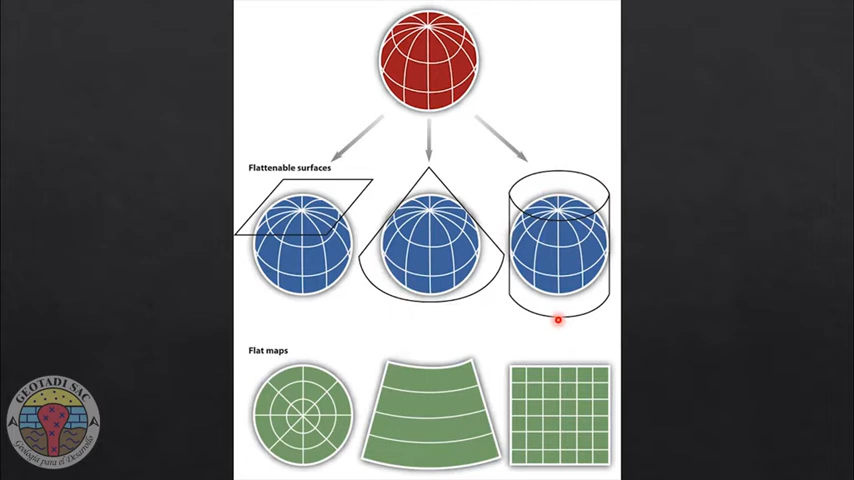 Flattenable surfaces
Flat maps
GEOTADI SAC
Geología para el Desarrollo